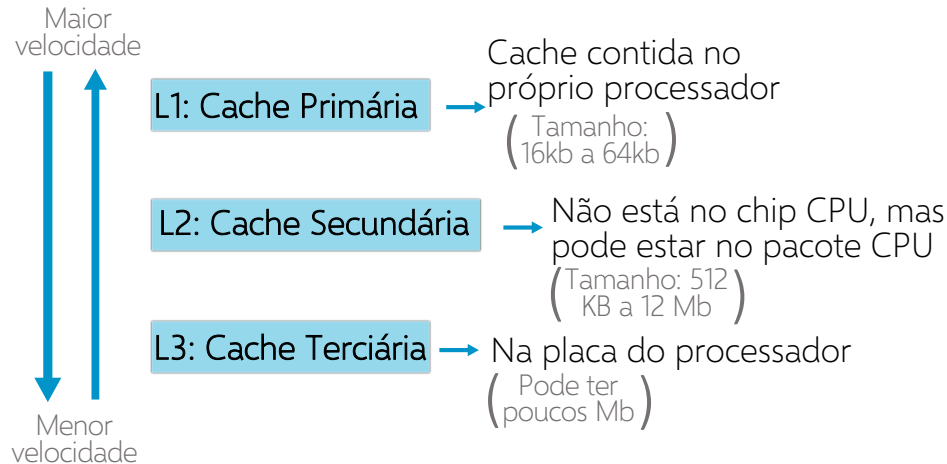 Maior
velocidade
L1: Cache Primária
Cache contida no
próprio processador
(Tamanho:
16kb a 64kb)
L2: Cache Secundária
Não está no chip CPU, mas
pode estar no pacote CPU
(Tamanho: 512
KB a 12 Mb)
L3: Cache Terciária
Na placa do processador
(Pode ter
poucos Mb)
Menor
velocidade